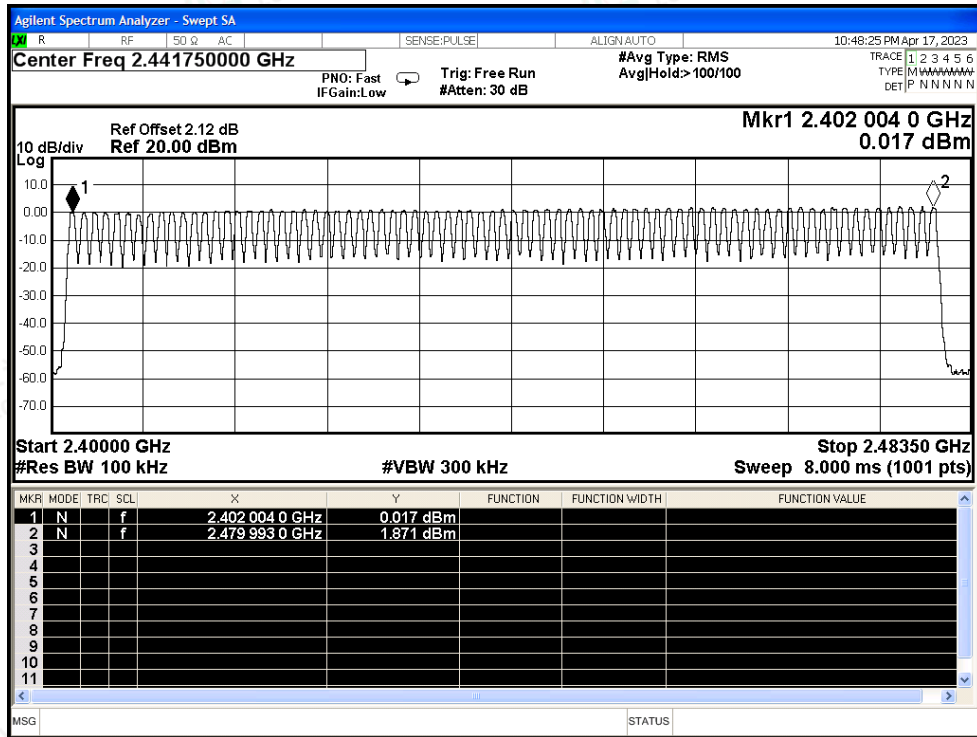 Agilent Spectrum Analyzer - Swept SA
LXI R RF 50 Ω AC SENSE:PULSE ALIGN AUTO 10:48:25 PM Apr 17, 2023
Center Freq 2.441750000 GHz
PNO: Fast
IFGain:Low
Trig: Free Run
#Atten: 30 dB
#Avg Type: RMS
Avg|Hold:>100/100
TRACE 1 2 3 4 5 6
TYPE M
DET P N N N N N
Ref Offset 2.12 dB
10 dB/div Ref 20.00 dBm
Log
Mkr1 2.402 004 0 GHz
0.017 dBm
10.0
0.00
-10.0
-20.0
-30.0
-40.0
-50.0
-60.0
-70.0
1
2
Start 2.40000 GHz Stop 2.48350 GHz
#Res BW 100 kHz #VBW 300 kHz Sweep 8.000 ms (1001 pts)
MKR MODE TRC SCL X Y FUNCTION FUNCTION WIDTH FUNCTION VALUE
1 N f 2.402 004 0 GHz 0.017 dBm
2 N f 2.479 993 0 GHz 1.871 dBm
3
4
5
6
7
8
9
10
11
MSG STATUS